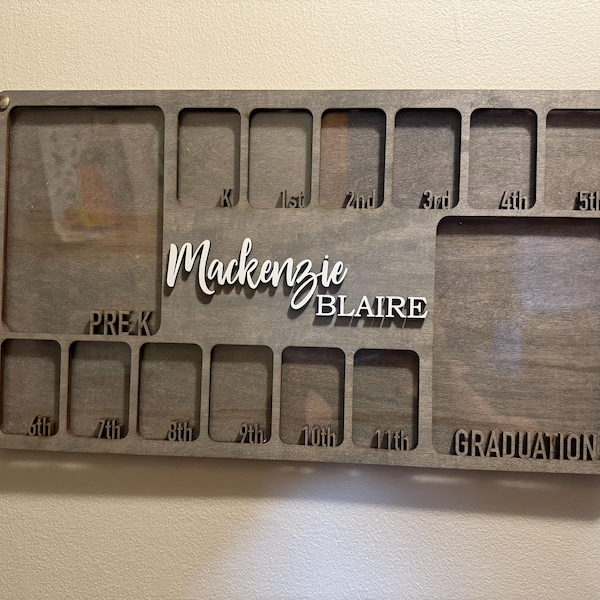 K 1st 2nd 3rd 4th 5th
Mackenzie
BLAIRE
PRE K
6th 7th 8th 9th 10th 11th
GRADUATION